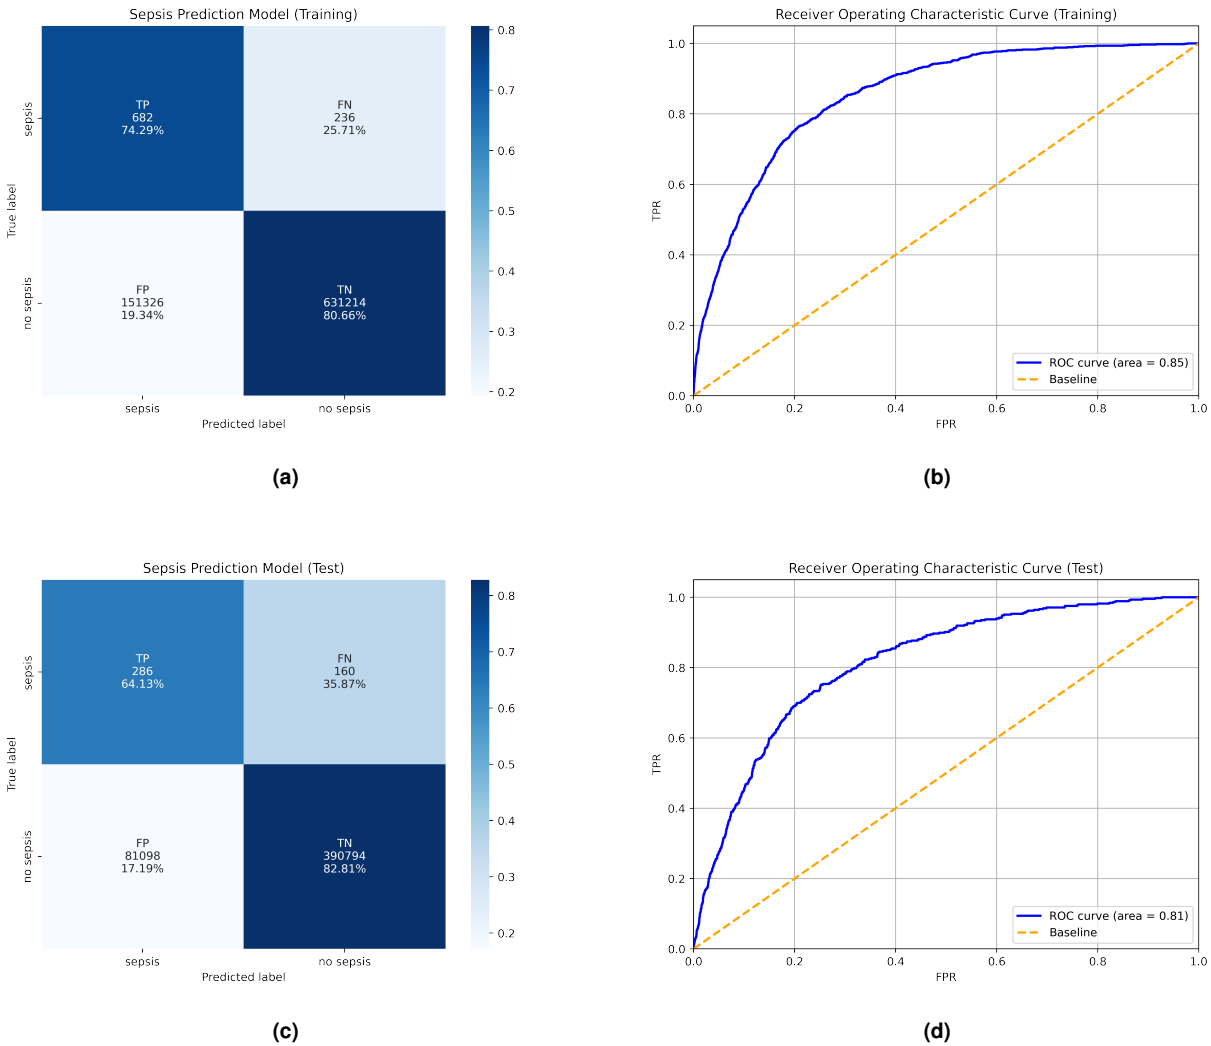 Sepsis Prediction Model (Training)
True label
sepsis
no sepsis
TP
682
74.29%
FN
236
25.71%
FP
151326
19.34%
TN
631214
80.66%
sepsis
no sepsis
Predicted label
0.8
0.7
0.6
0.5
0.4
0.3
0.2
(a)
Receiver Operating Characteristic Curve (Training)
TPR
1.0
0.8
0.6
0.4
0.2
0.0
ROC curve (area = 0.85)
Baseline
0.0 0.2 0.4 0.6 0.8 1.0
FPR
(b)
Sepsis Prediction Model (Test)
True label
sepsis
no sepsis
TP
286
64.13%
FN
160
35.87%
FP
81098
17.19%
TN
390794
82.81%
sepsis
no sepsis
Predicted label
0.8
0.7
0.6
0.5
0.4
0.3
0.2
(c)
Receiver Operating Characteristic Curve (Test)
TPR
1.0
0.8
0.6
0.4
0.2
0.0
ROC curve (area = 0.81)
Baseline
0.0 0.2 0.4 0.6 0.8 1.0
FPR
(d)